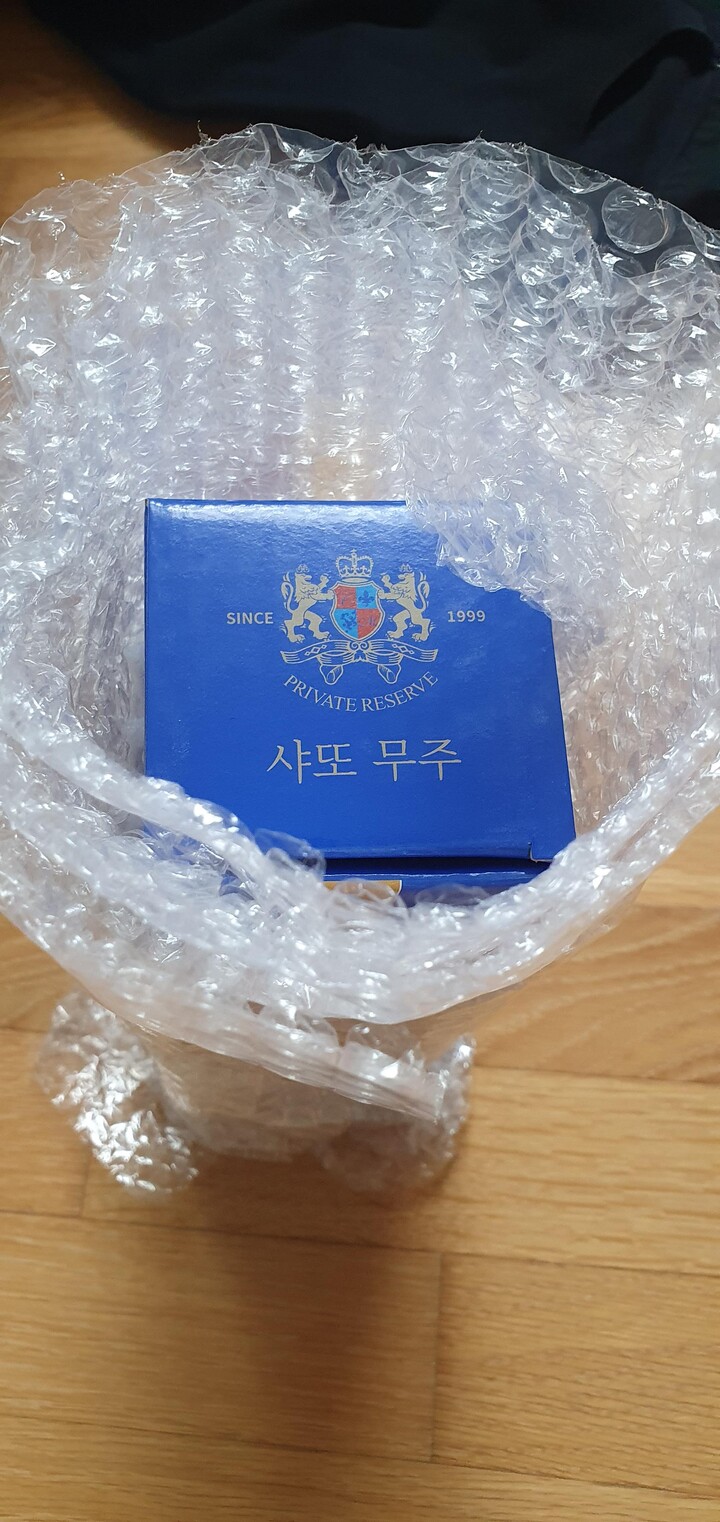 SINCE 1999
PRIVATE RESERVE
샤또 무주